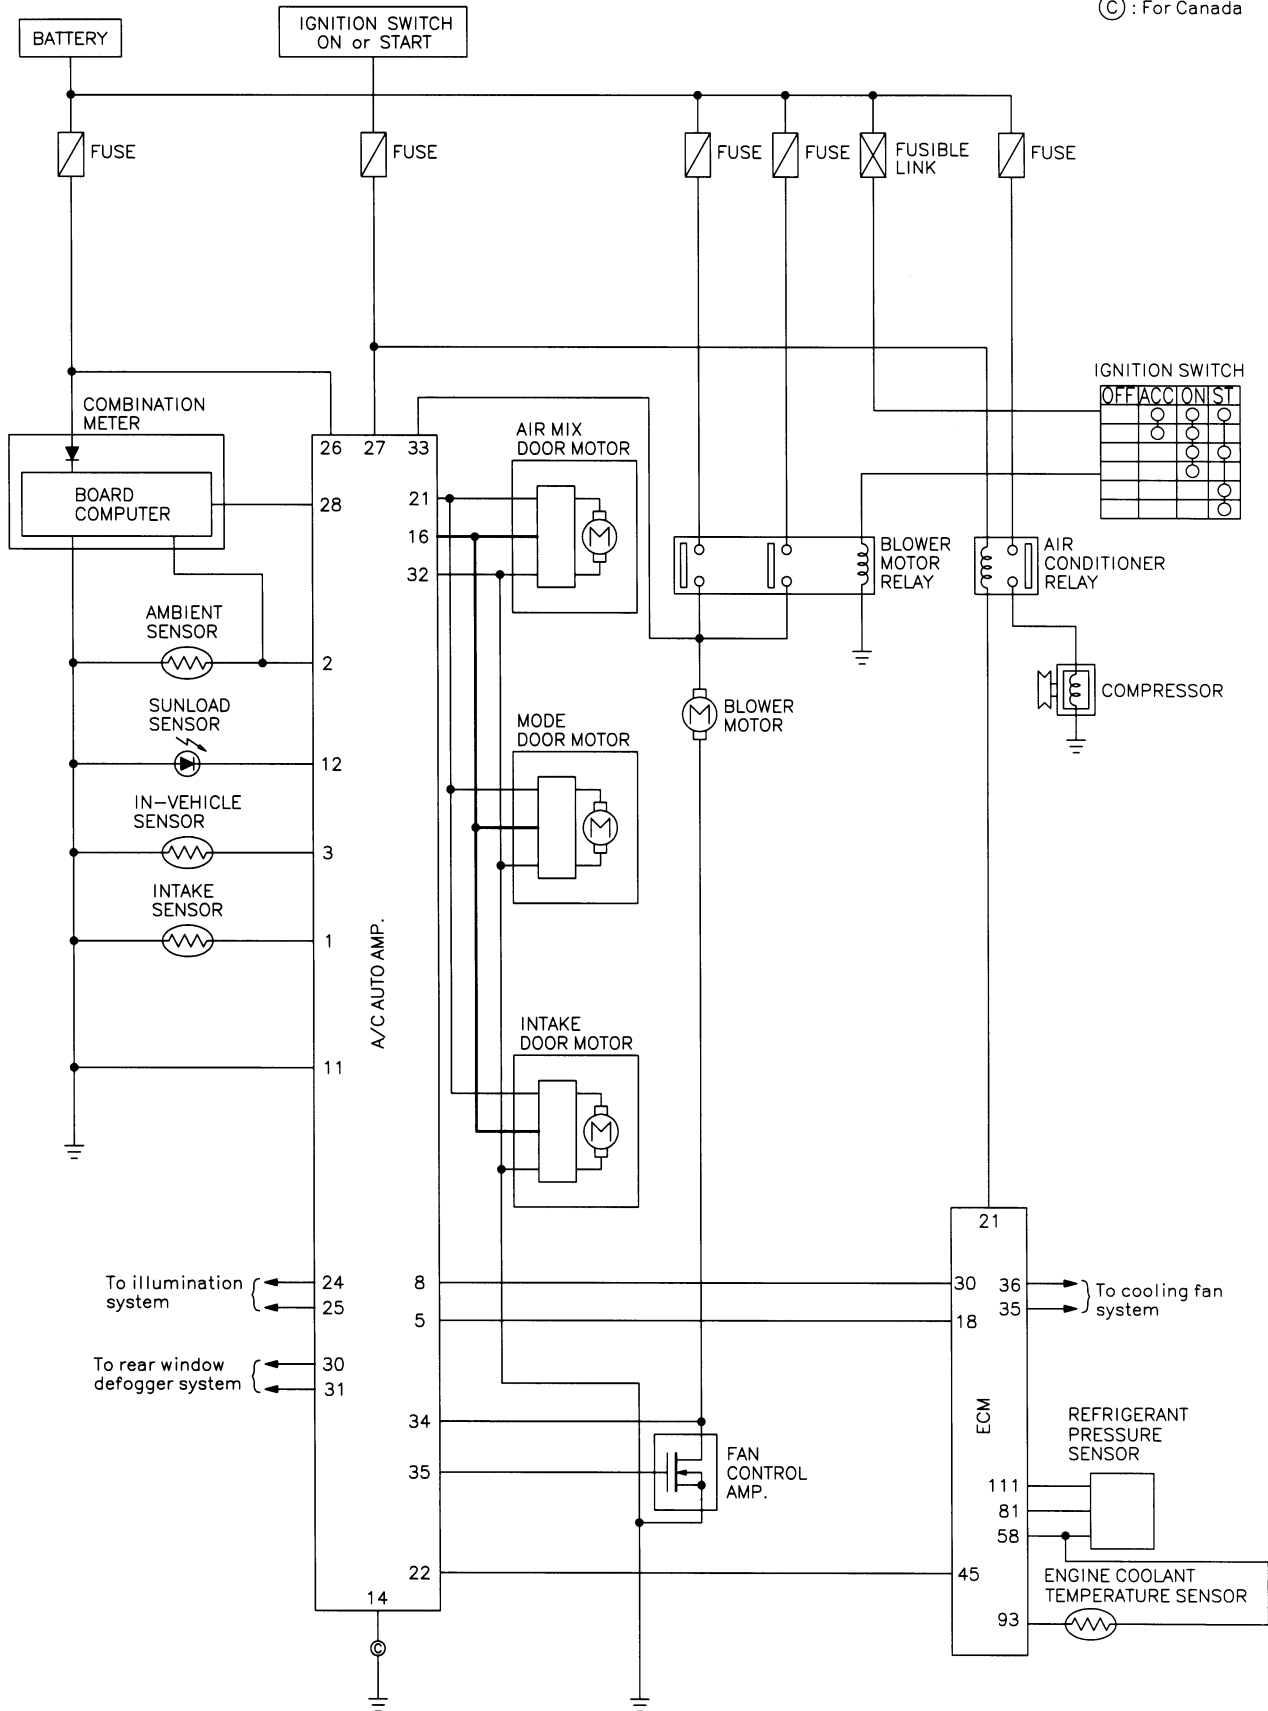 Ⓒ : For Canada
BATTERY
IGNITION SWITCH
ON or START
FUSE
FUSE
FUSE
FUSE
FUSIBLE
LINK
FUSE
IGNITION SWITCH
OFF ACC ON ST
COMBINATION
METER
BOARD
COMPUTER
26 27 33
28
21
16
32
AIR MIX
DOOR MOTOR
M
BLOWER
MOTOR
RELAY
AIR
CONDITIONER
RELAY
AMBIENT
SENSOR
2
SUNLOAD
SENSOR
12
IN-VEHICLE
SENSOR
3
INTAKE
SENSOR
1
11
A/C AUTO AMP.
MODE
DOOR MOTOR
M
M
BLOWER
MOTOR
COMPRESSOR
INTAKE
DOOR MOTOR
M
To illumination
system
24
25
To rear window
defogger system
30
31
8
5
34
35
22
14
Ⓒ
FAN
CONTROL
AMP.
21
30
18
45
ECM
36
35
To cooling fan
system
REFRIGERANT
PRESSURE
SENSOR
111
81
58
ENGINE COOLANT
TEMPERATURE SENSOR
93